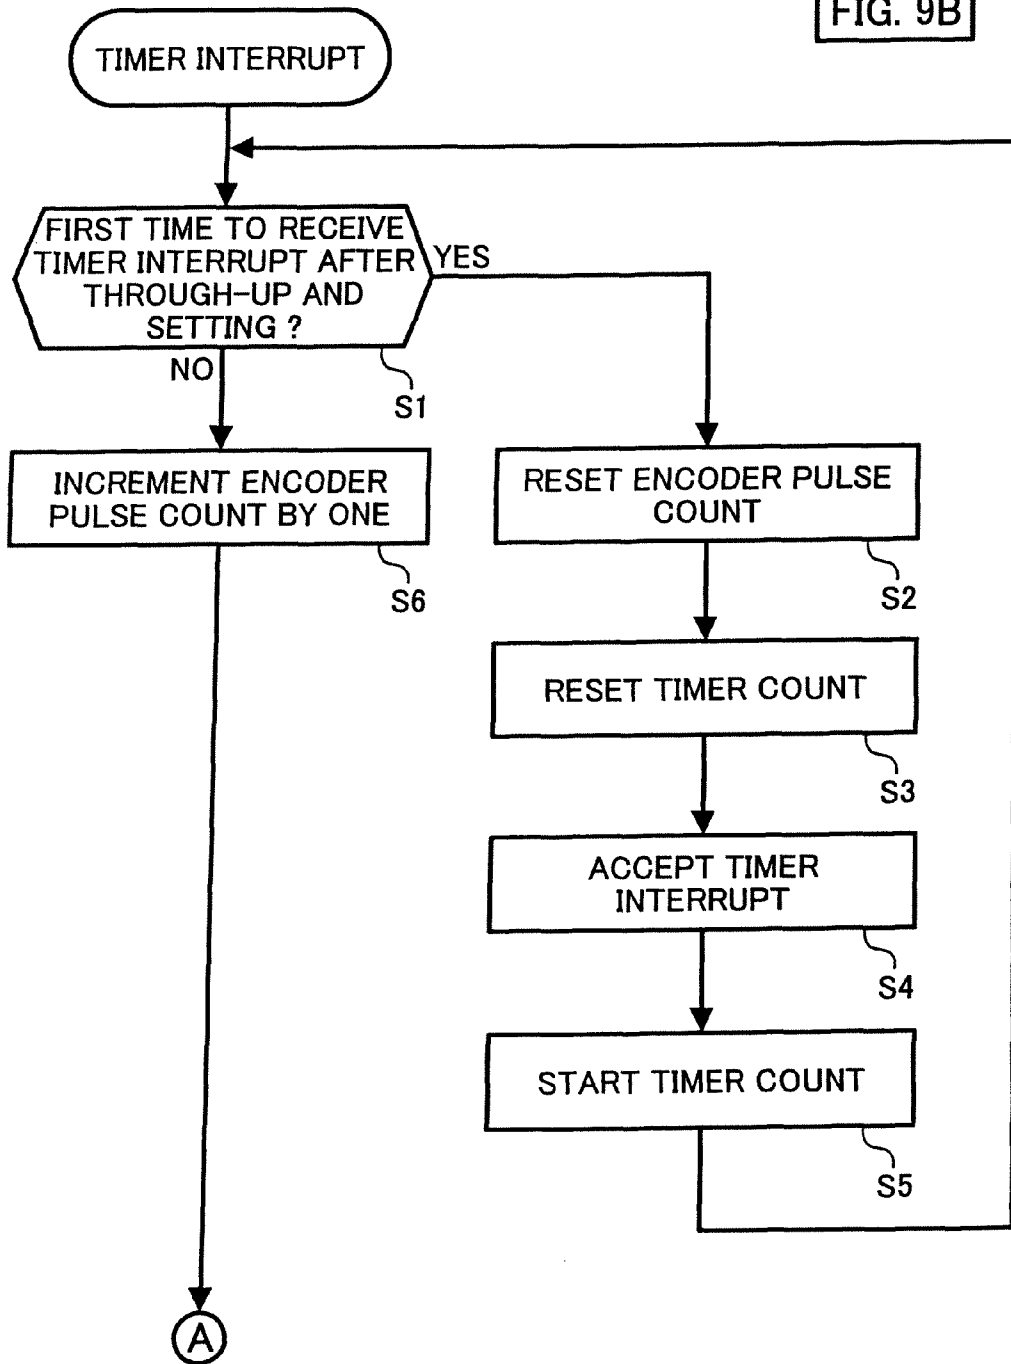 FIG. 9B
TIMER INTERRUPT
FIRST TIME TO RECEIVE
TIMER INTERRUPT AFTER
THROUGH-UP AND
SETTING ?
YES
NO
S1
INCREMENT ENCODER
PULSE COUNT BY ONE
S6
RESET ENCODER PULSE
COUNT
S2
RESET TIMER COUNT
S3
ACCEPT TIMER
INTERRUPT
S4
START TIMER COUNT
S5
A